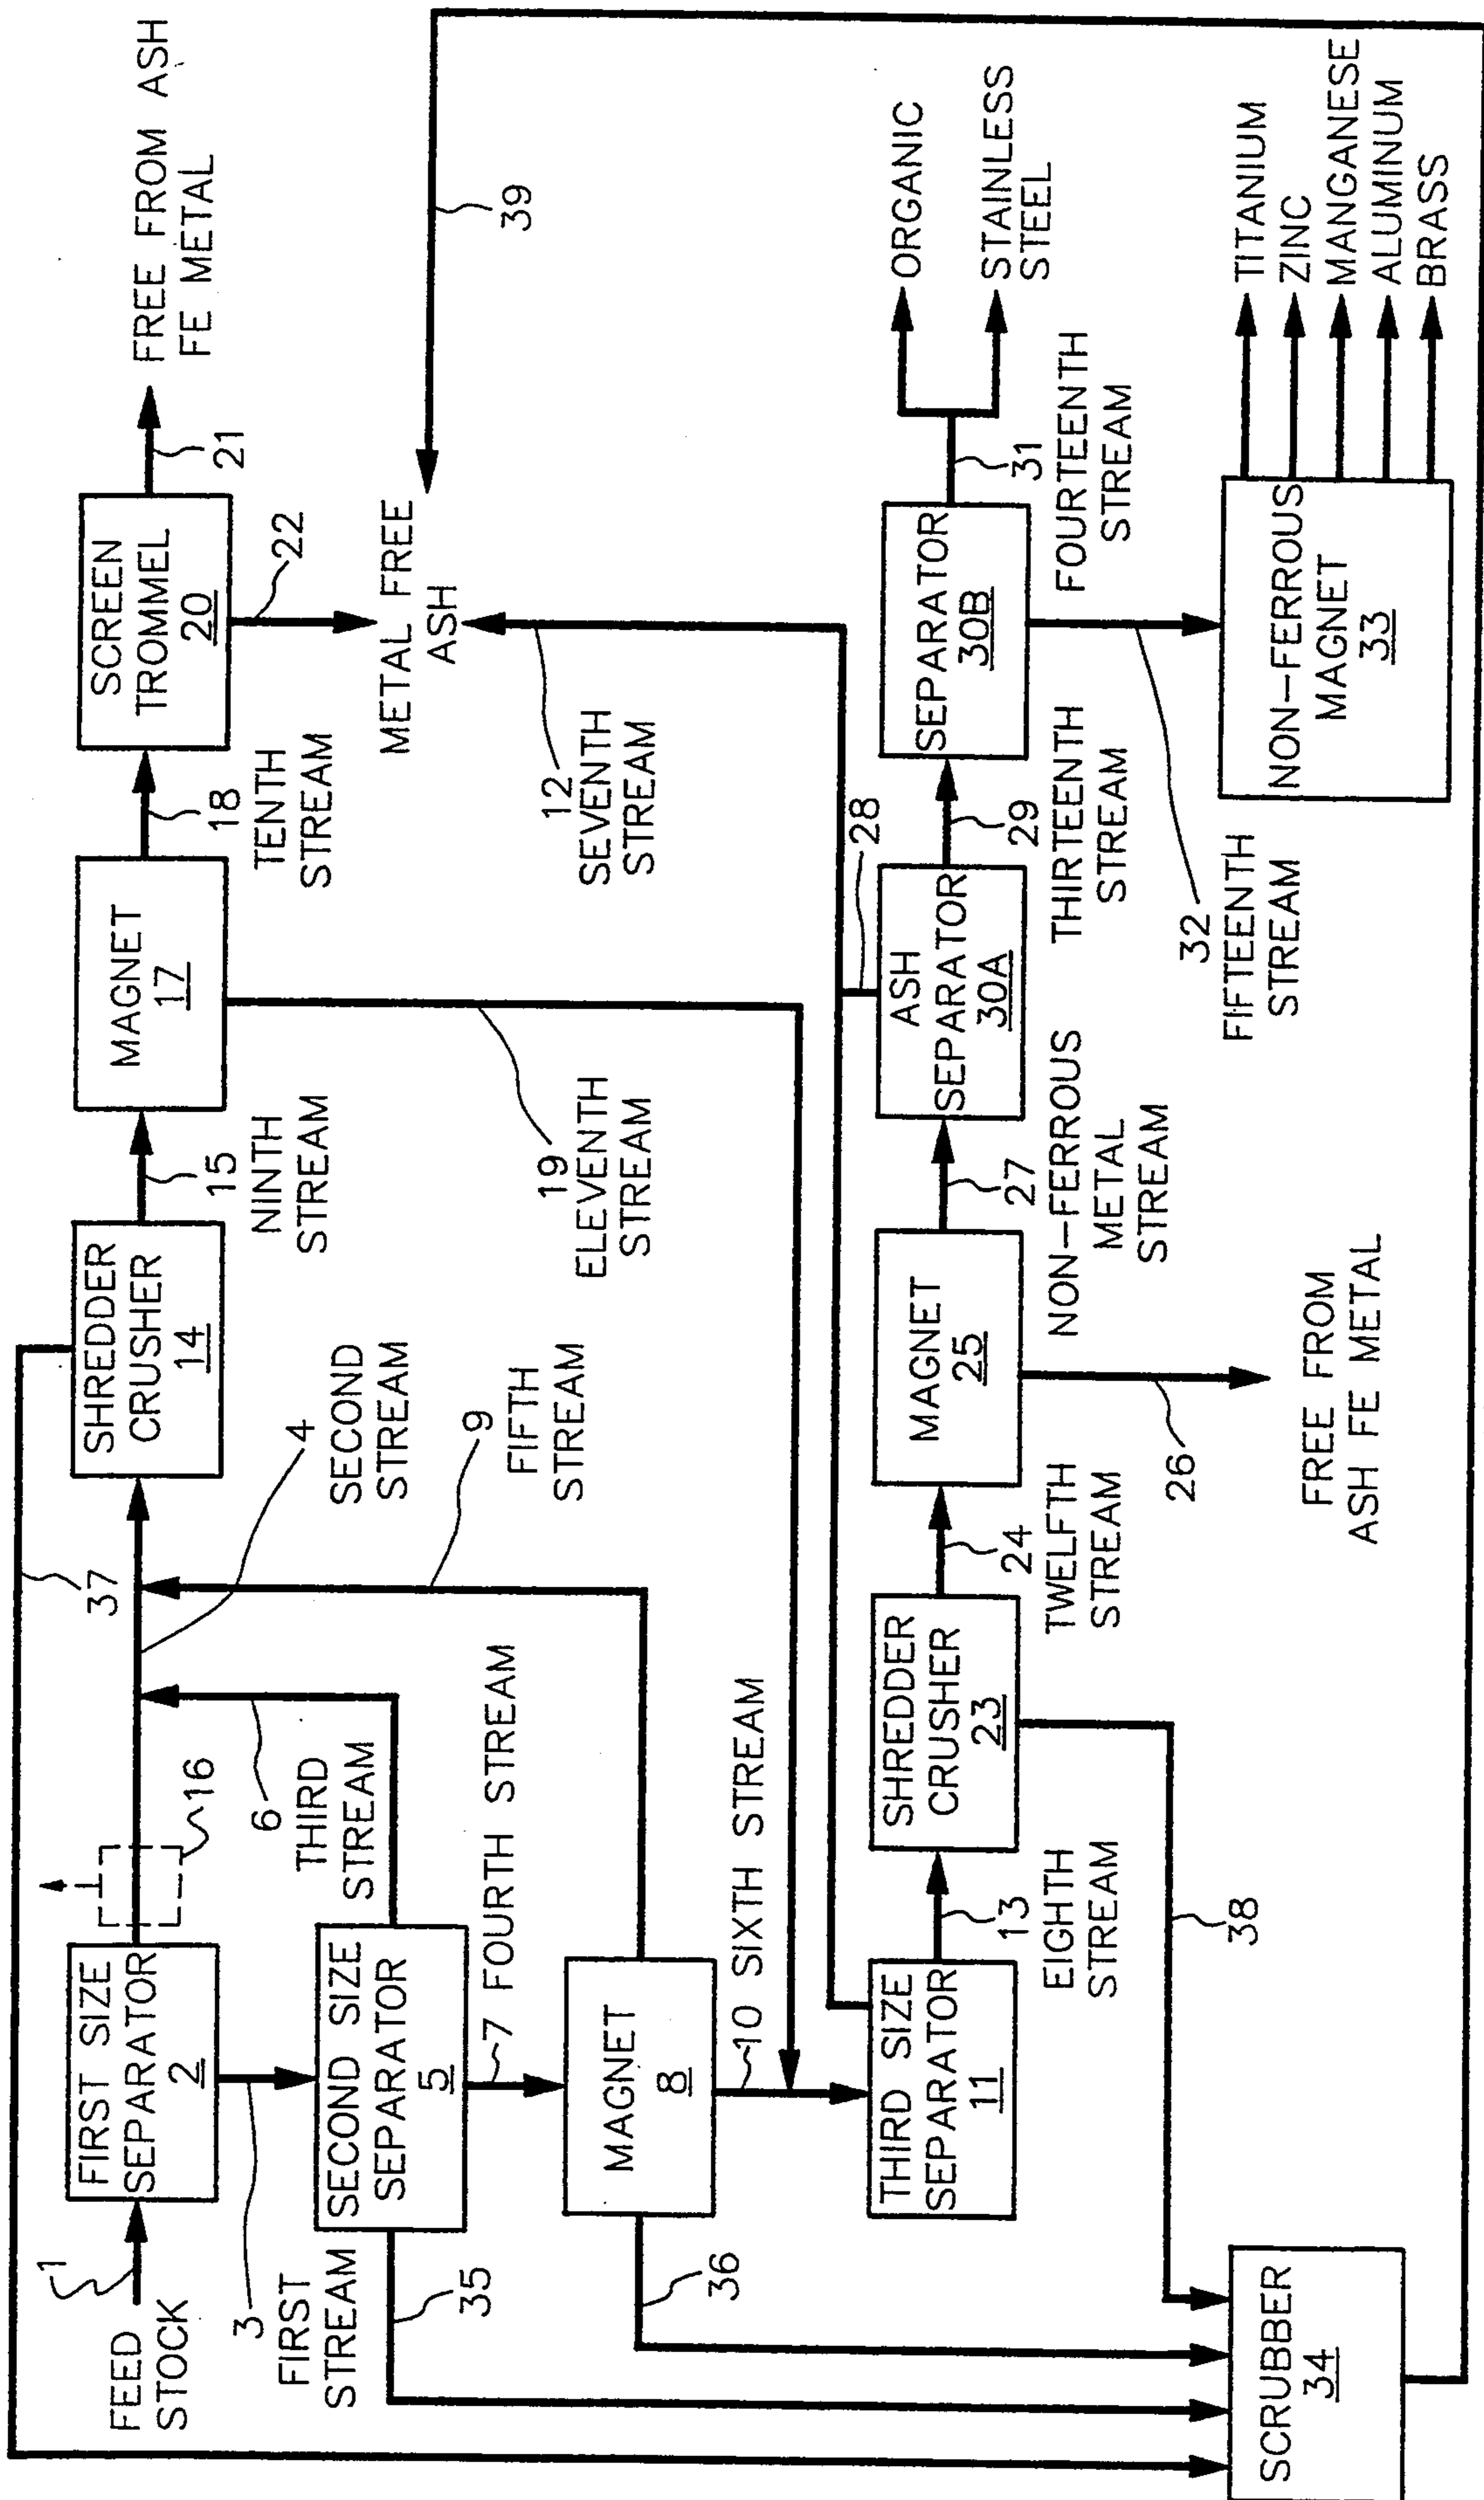 FEED
STOCK
1
FIRST SIZE
SEPARATOR
2
16
37
SHREDDER
CRUSHER
14
15
NINTH
STREAM
MAGNET
17
18
TENTH
STREAM
SCREEN
TROMMEL
20
21
FREE FROM ASH
FE METAL
22
3
FIRST
STREAM
SECOND SIZE
SEPARATOR
5
6
THIRD
STREAM
4
SECOND
STREAM
9
FIFTH
STREAM
19
ELEVENTH
STREAM
12
SEVENTH
STREAM
METAL FREE
ASH
39
35
7 FOURTH STREAM
MAGNET
8
36
10 SIXTH STREAM
THIRD SIZE
SEPARATOR
11
13
EIGHTH
STREAM
SHREDDER
CRUSHER
23
24
TWELFTH
STREAM
MAGNET
25
27
NON-FERROUS
METAL
STREAM
28
ASH
SEPARATOR
30A
29
THIRTEENTH
STREAM
SEPARATOR
30B
31
FOURTEENTH
STREAM
ORGANIC
STAINLESS
STEEL
38
26
FREE FROM
ASH FE METAL
32
FIFTEENTH
STREAM
NON-FERROUS
MAGNET
33
TITANIUM
ZINC
MANGANESE
ALUMINUM
BRASS
SCRUBBER
34